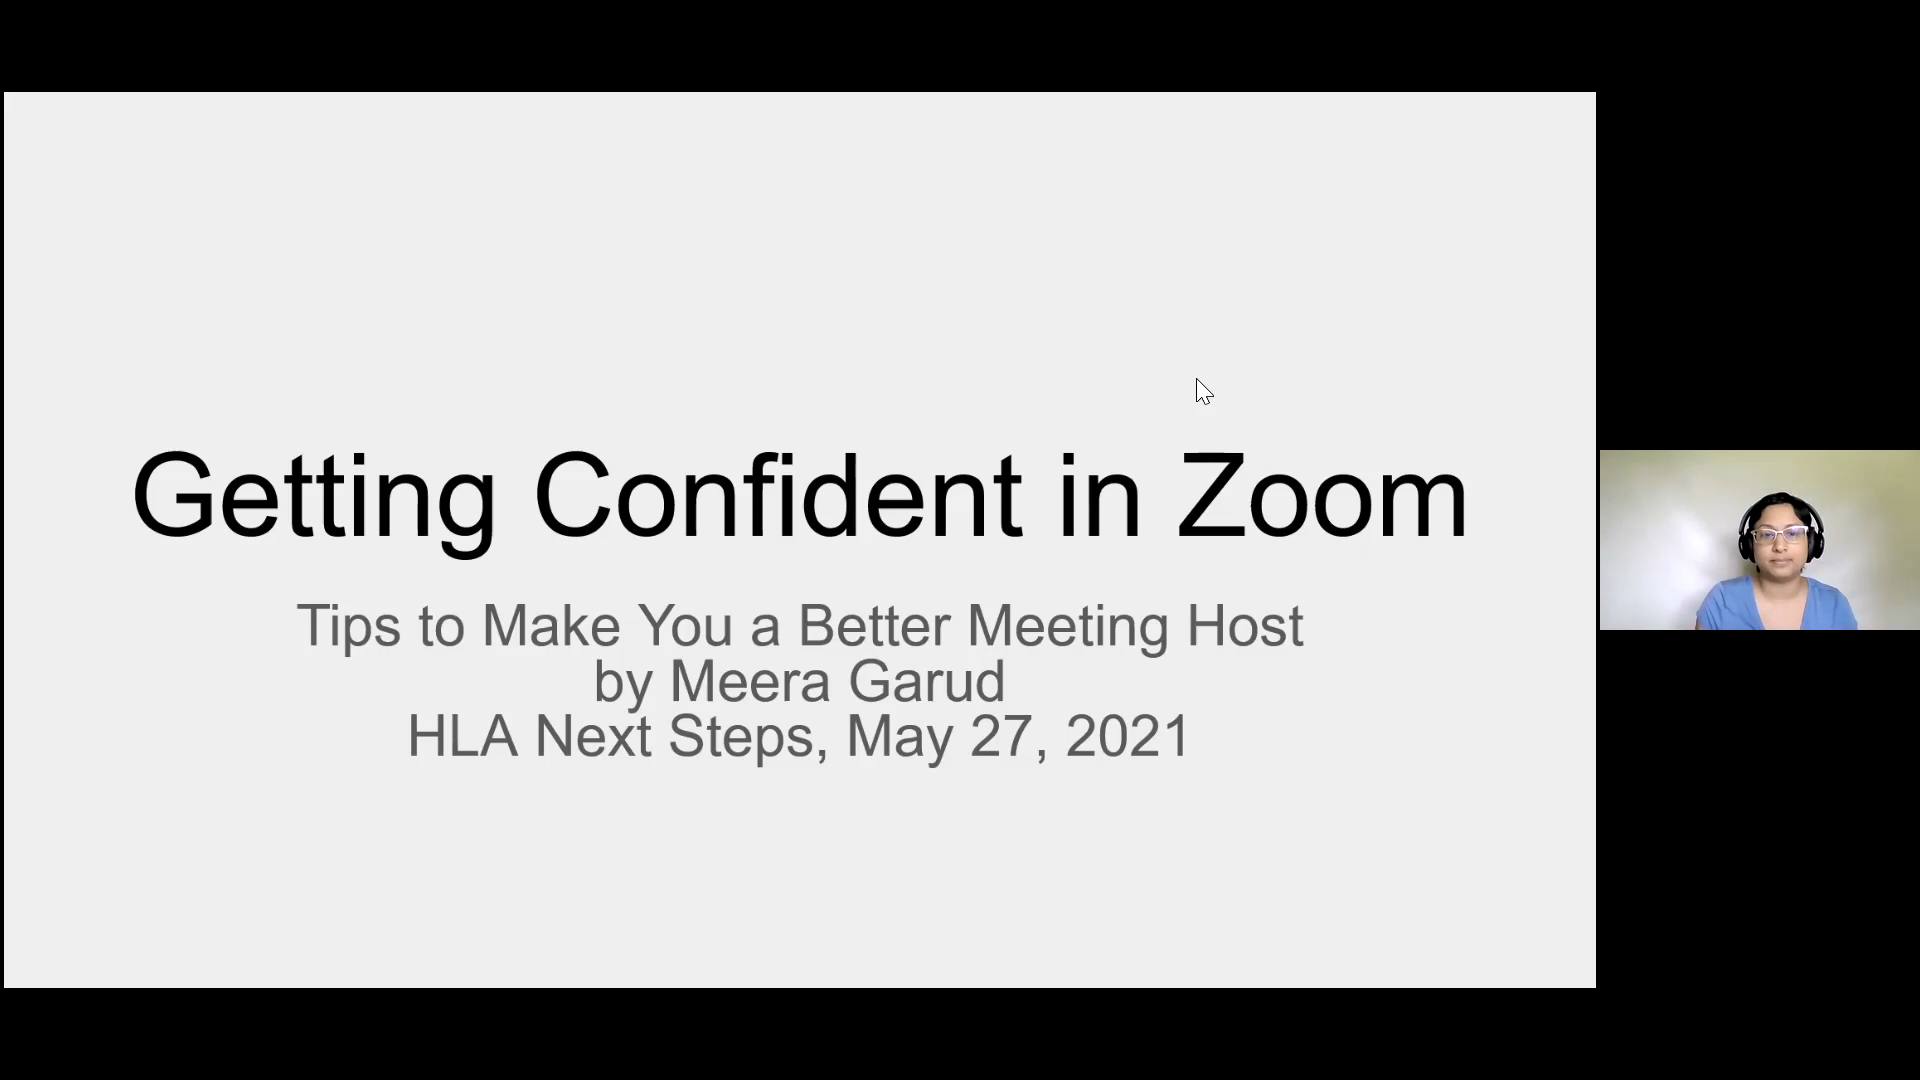 Getting Confident in Zoom
Tips to Make You a Better Meeting Host
by Meera Garud
HLA Next Steps, May 27, 2021